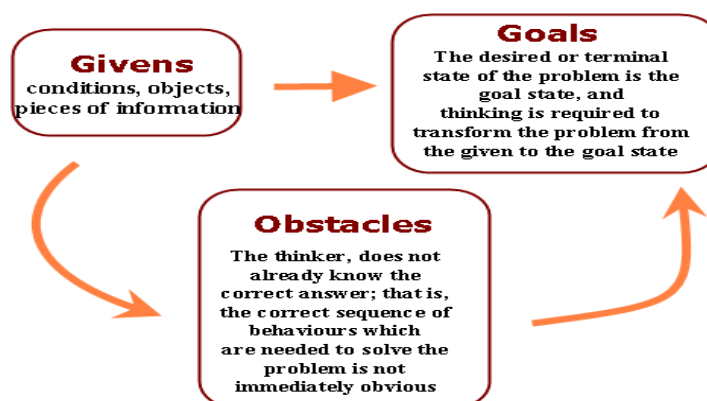 Givens
conditions, objects,
pieces of information
Goals
The desired or terminal
state of the problem is the
goal state, and
thinking is required to
transform the problem from
the given to the goal state
Obstacles
The thinker, does not
already know the
correct answer; that is,
the correct sequence of
behaviours which
are needed to solve the
problem is not
immediately obvious